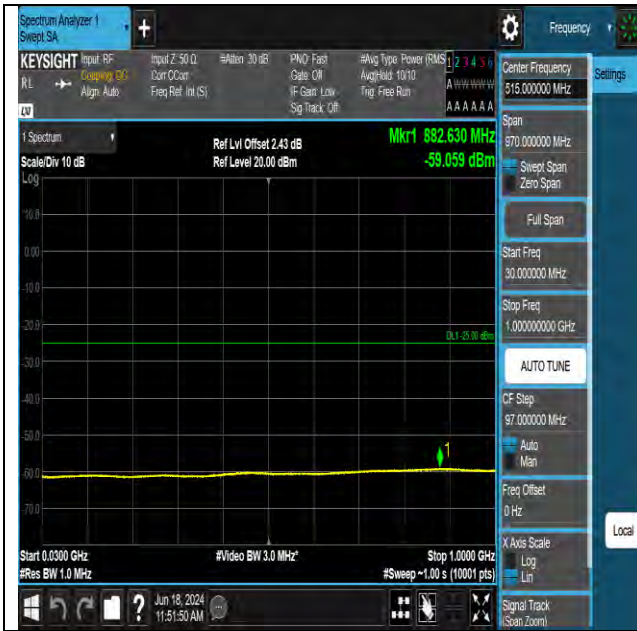 Spectrum Analyzer 1
Swept SA
+
Frequency
KEYSIGHT
RL
Input: RF
Coupling: DC
Align: Auto
Input Z: 50 Ω
Corr CCorr
Freq Ref: Int (S)
#Atten: 30 dB
PNO: Fast
Gate: Off
IF Gain: Low
Sig Track: Off
#Avg Type: Power (RMS)
Avg|Hold: 10/10
Trig: Free Run
1 2 3 4 5 6
A W W W W W
A A A A A A
1 Spectrum
Scale/Div 10 dB
Log
Ref Lvl Offset 2.43 dB
Ref Level 20.00 dBm
Mkr1 882.630 MHz
-59.059 dBm
10.0
0.00
-10.0
-20.0
-30.0
-40.0
-50.0
-60.0
-70.0
DL1 -25.00 dBm
1
Start 0.0300 GHz
#Res BW 1.0 MHz
#Video BW 3.0 MHz*
Stop 1.0000 GHz
#Sweep ~1.00 s (10001 pts)
Jun 18, 2024
11:51:50 AM
Center Frequency
515.000000 MHz
Settings
Span
970.000000 MHz
Swept Span
Zero Span
Full Span
Start Freq
30.000000 MHz
Stop Freq
1.000000000 GHz
AUTO TUNE
CF Step
97.000000 MHz
Auto
Man
Freq Offset
0 Hz
Local
X Axis Scale
Log
Lin
Signal Track
(Span Zoom)